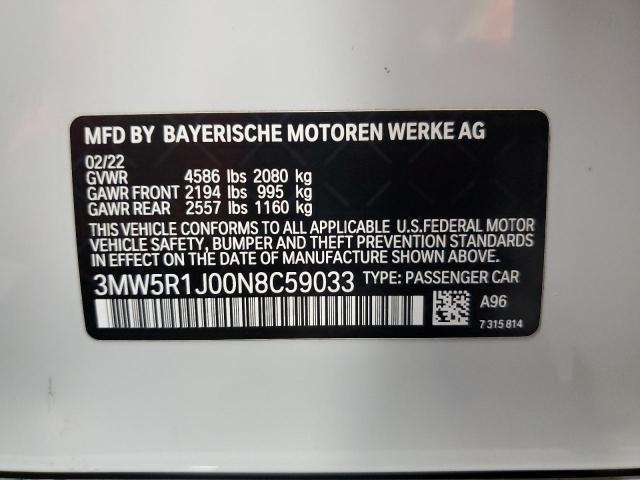 MFD BY BAYERISCHE MOTOREN WERKE AG
02/22
GVWR 4586 lbs 2080 kg
GAWR FRONT 2194 lbs 995 kg
GAWR REAR 2557 lbs 1160 kg
THIS VEHICLE CONFORMS TO ALL APPLICABLE U.S.FEDERAL MOTOR
VEHICLE SAFETY, BUMPER AND THEFT PREVENTION STANDARDS
IN EFFECT ON THE DATE OF MANUFACTURE SHOWN ABOVE.
3MW5R1J00N8C59033 TYPE: PASSENGER CAR
A96
7 315 814